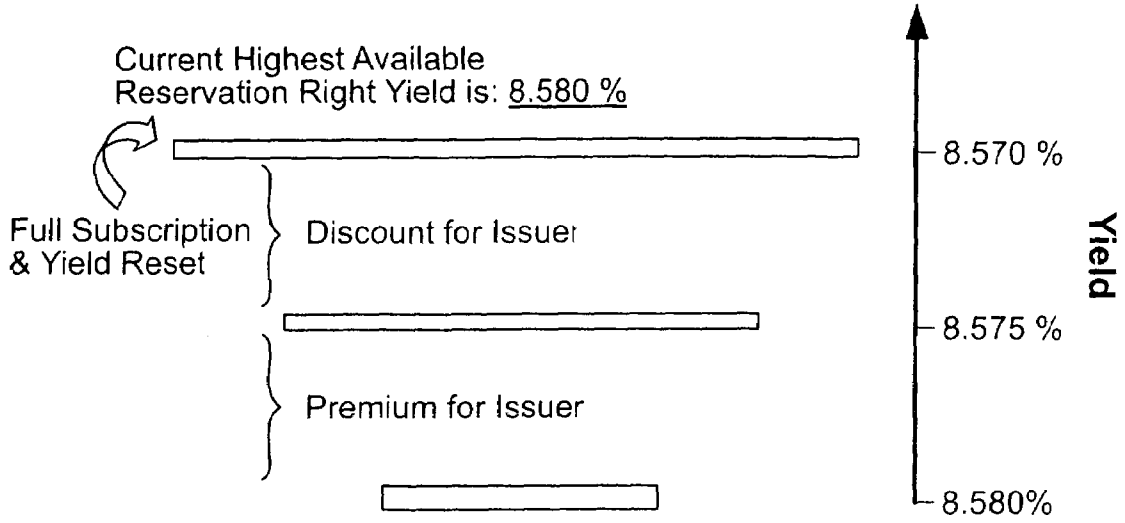 Current Highest Available
Reservation Right Yield is: 8.580 %
8.570 %
Full Subscription
& Yield Reset
Discount for Issuer
Yield
8.575 %
Premium for Issuer
8.580%